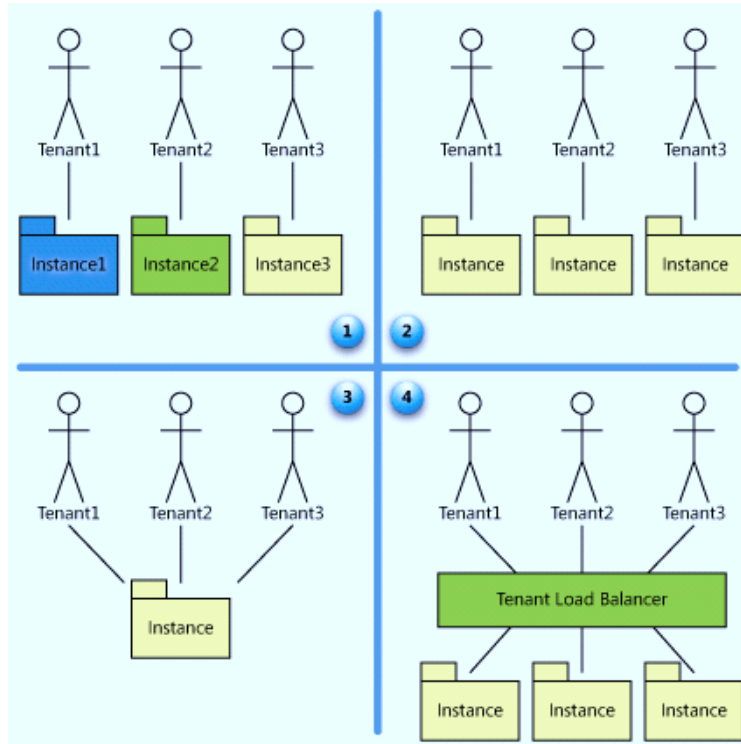 Tenant1 Tenant2 Tenant3
Instance1 Instance2 Instance3
1
Tenant1 Tenant2 Tenant3
Instance Instance Instance
2
3
Tenant1 Tenant2 Tenant3
Instance
4
Tenant1 Tenant2 Tenant3
Tenant Load Balancer
Instance Instance Instance